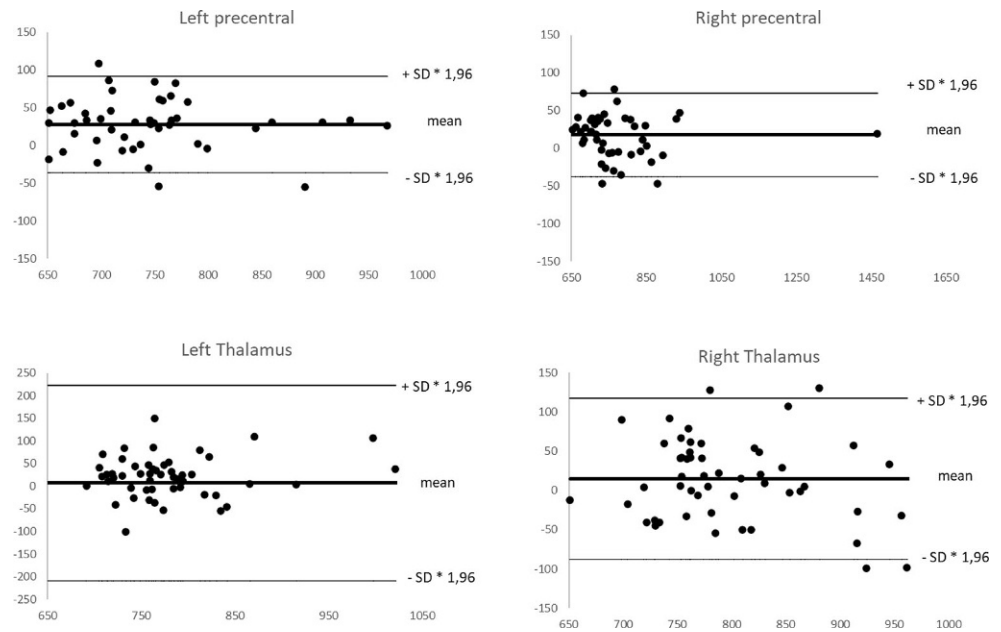 Left precentral
150
100
50
0
-50
-100
-150
+ SD * 1,96
mean
- SD * 1,96
650 700 750 800 850 900 950 1000
Right precentral
150
100
50
0
-50
-100
-150
+ SD * 1,96
mean
- SD * 1,96
650 850 1050 1250 1450 1650
Left Thalamus
250
200
150
100
50
0
-50
-100
-150
-200
-250
+ SD * 1,96
mean
- SD * 1,96
650 750 850 950 1050
Right Thalamus
150
100
50
0
-50
-100
-150
+ SD * 1,96
mean
- SD * 1,96
650 700 750 800 850 900 950 1000